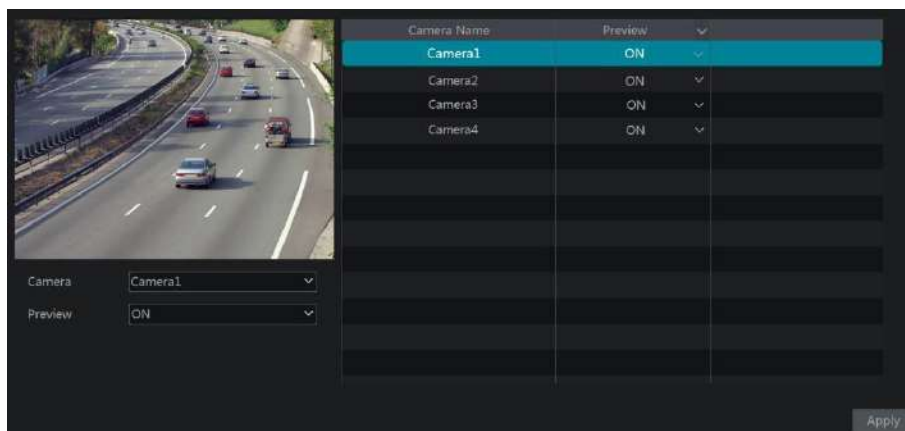 Camera Name Preview
Camera1 ON
Camera2 ON
Camera3 ON
Camera4 ON
Camera Camera1
Preview ON
Apply